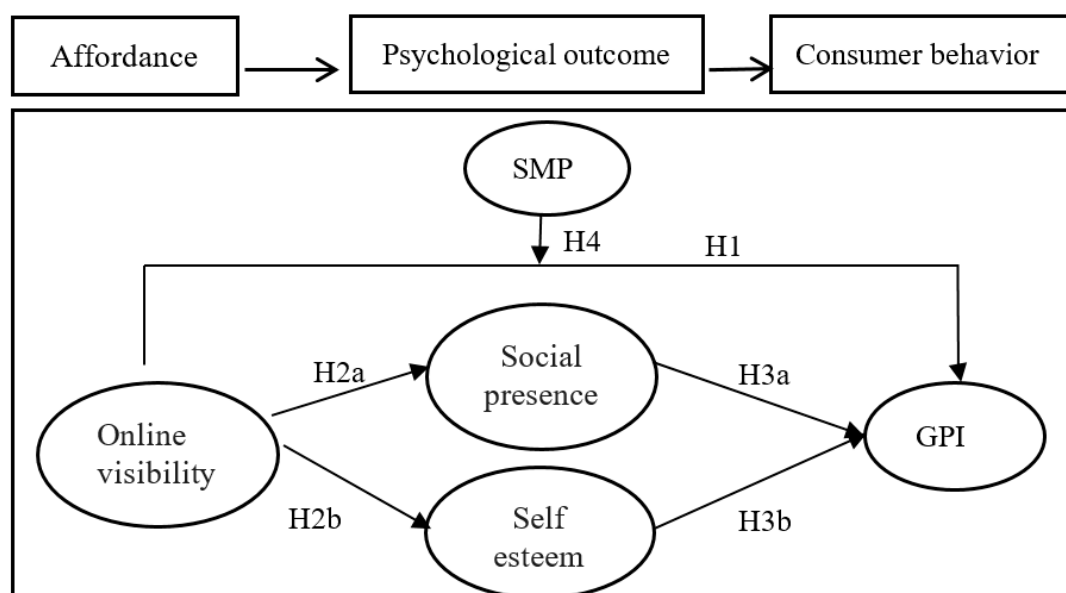 Affordance
Psychological outcome
Consumer behavior
SMP
H4
H1
Social
presence
H2a
H3a
Online
visibility
GPI
H2b
Self
esteem
H3b